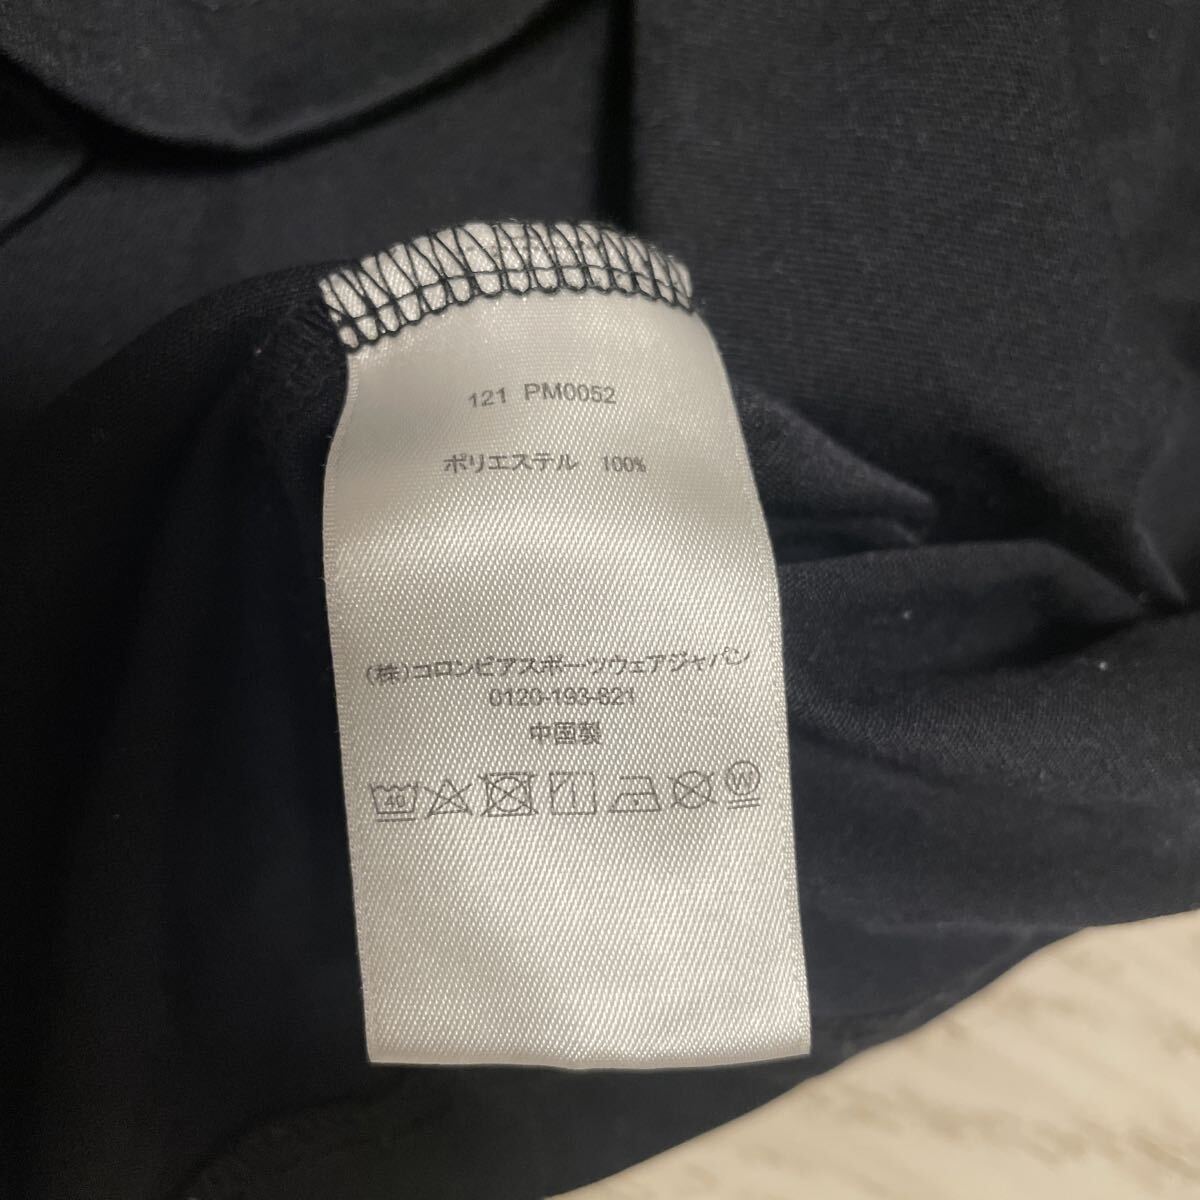 121 PM0052
ポリエステル 100%
(株)コロンビアスポーツウェアジャパン
0120-193-821
中国製
40
W